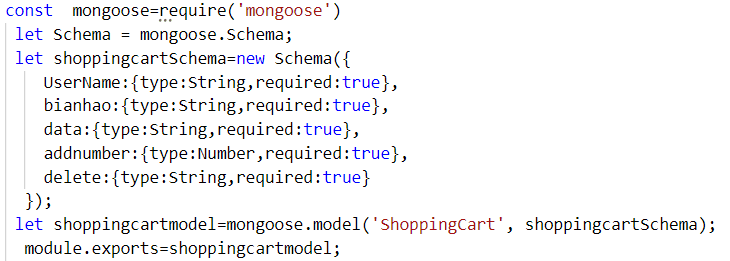 const  mongoose=require('mongoose')
let Schema = mongoose.Schema;
let shoppingcartSchema=new Schema({
UserName:{type:String,required:true},
bianhao:{type:String,required:true},
data:{type:String,required:true},
addnumber:{type:Number,required:true},
delete:{type:String,required:true}
});
let shoppingcartmodel=mongoose.model('ShoppingCart', shoppingcartSchema);
module.exports=shoppingcartmodel;